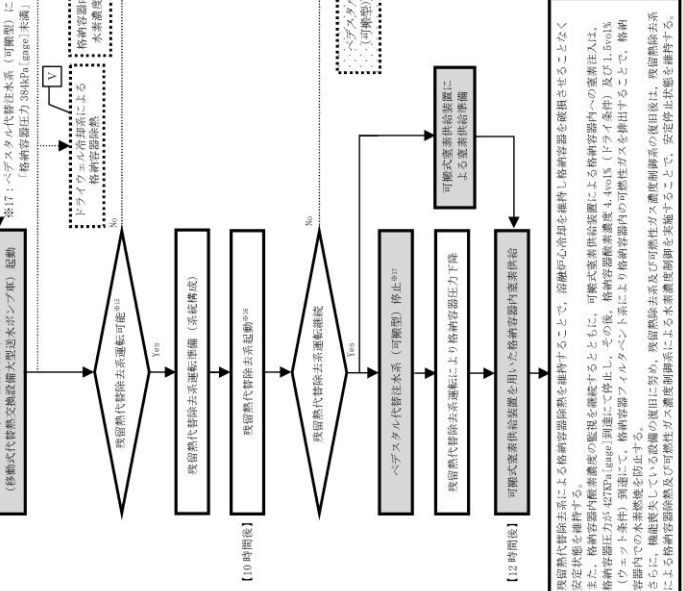 ※17：ペデスタル代替注水系（可搬型）に
「格納容器圧力 384kPa[gage]未満」
（移動式代替熱交換設備大型送水ポンプ車）起動
V
ドライウェル冷却系による
格納容器除熱
格納容器内
水素濃度
残留熱代替除去系運転可能※15
No
Yes
残留熱代替除去系運転準備（系統構成）
【10 時間後】
残留熱代替除去系起動※16
残留熱代替除去系運転継続
No
Yes
ペデスタル
（可搬型）
ペデスタル代替注水系（可搬型）停止※17
可搬式窒素供給装置に
よる窒素供給準備
残留熱代替除去系運転により格納容器圧力下降
【12 時間後】
可搬式窒素供給装置を用いた格納容器内窒素供給
残留熱代替除去系による格納容器除熱を維持することで，溶融炉心冷却を維持し格納容器を破損させることなく
安定状態を維持する。
また，格納容器内酸素濃度の監視を継続するとともに，可搬式窒素供給装置による格納容器内への窒素注入は，
格納容器圧力が 427KPa[gage]到達にて停止し，その後，格納容器酸素濃度 4.4vol%（ドライ条件）及び 1.5vol%
（ウェット条件）到達にて，格納容器フィルタベント系により格納容器内の可燃性ガスを排出することで，格納
容器内での水素燃焼を防止する。
さらに，機能喪失している設備の復旧に努め，残留熱除去系及び可燃性ガス濃度制御系の復旧後は，残留熱除去系
による格納容器除熱及び可燃性ガス濃度制御系による水素濃度制御を実施することで，安定停止状態を維持する。